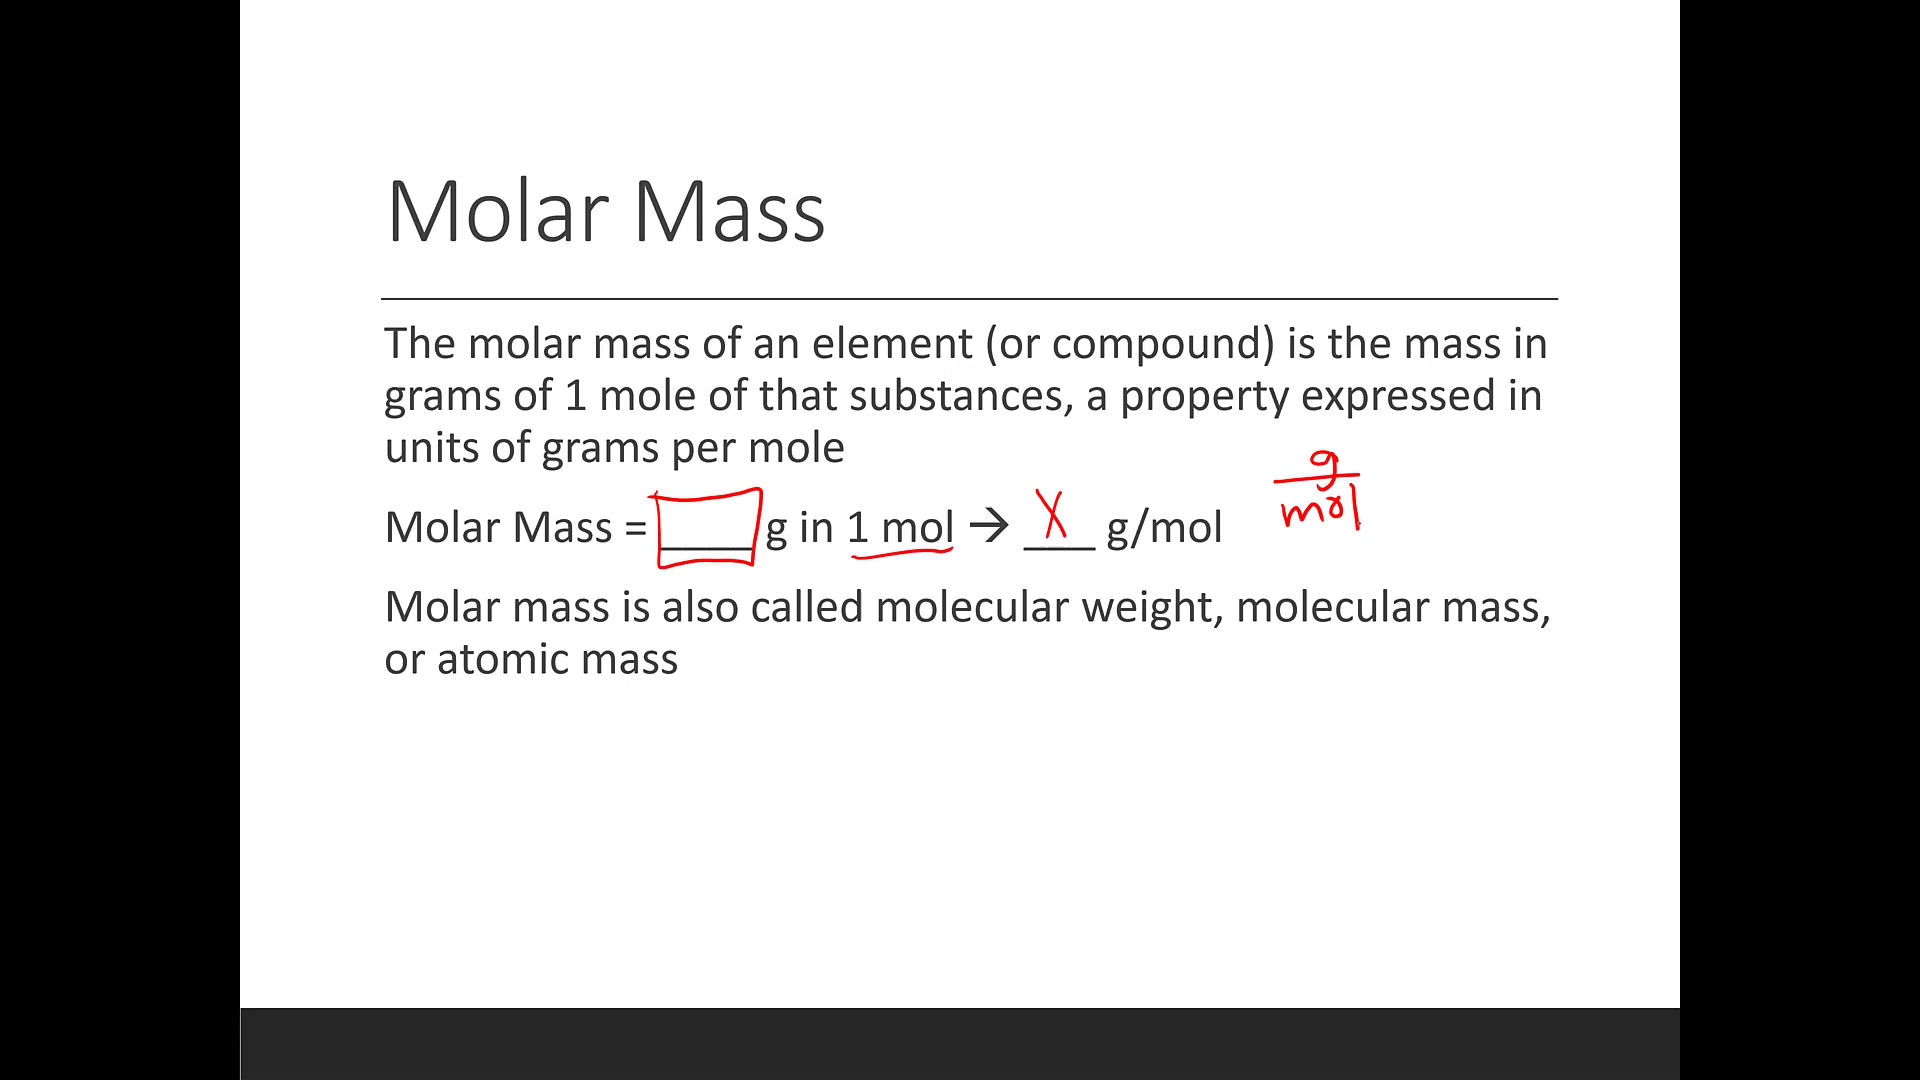 Molar Mass
The molar mass of an element (or compound) is the mass in
grams of 1 mole of that substances, a property expressed in
units of grams per mole
g
mol
Molar Mass = ____ g in 1 mol → X g/mol
Molar mass is also called molecular weight, molecular mass,
or atomic mass